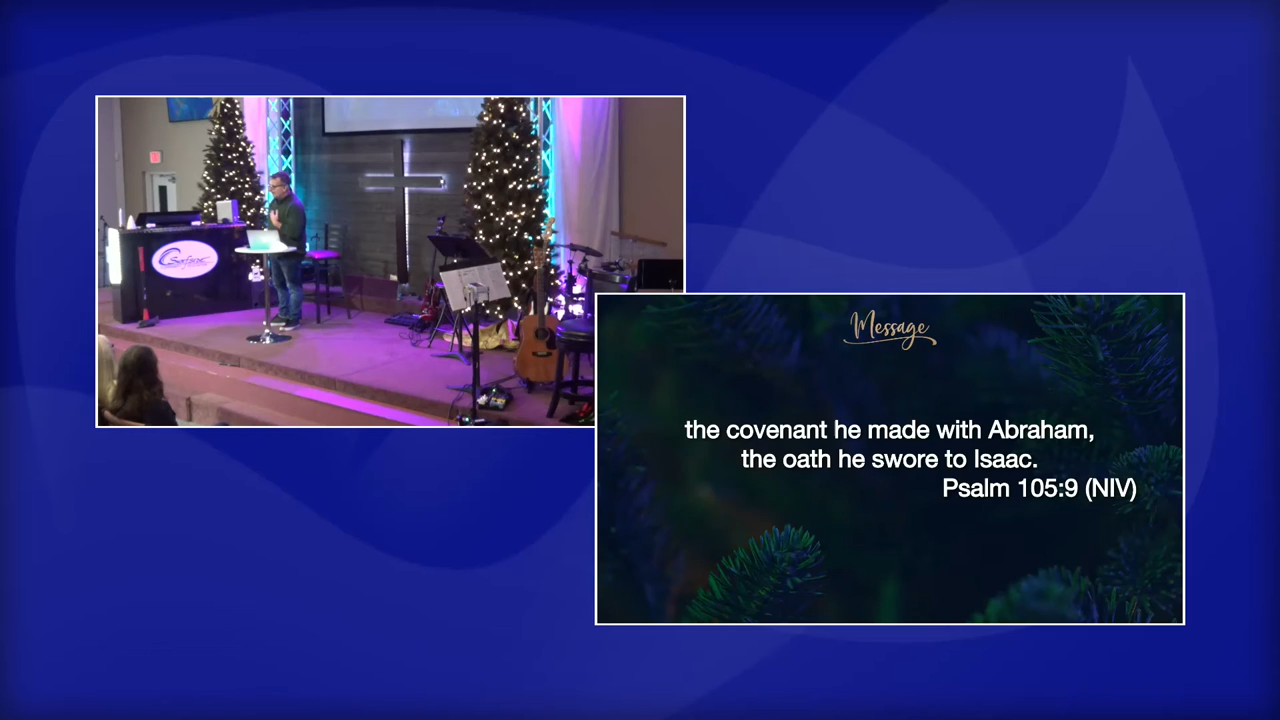 Message
the covenant he made with Abraham,
the oath he swore to Isaac.
Psalm 105:9 (NIV)